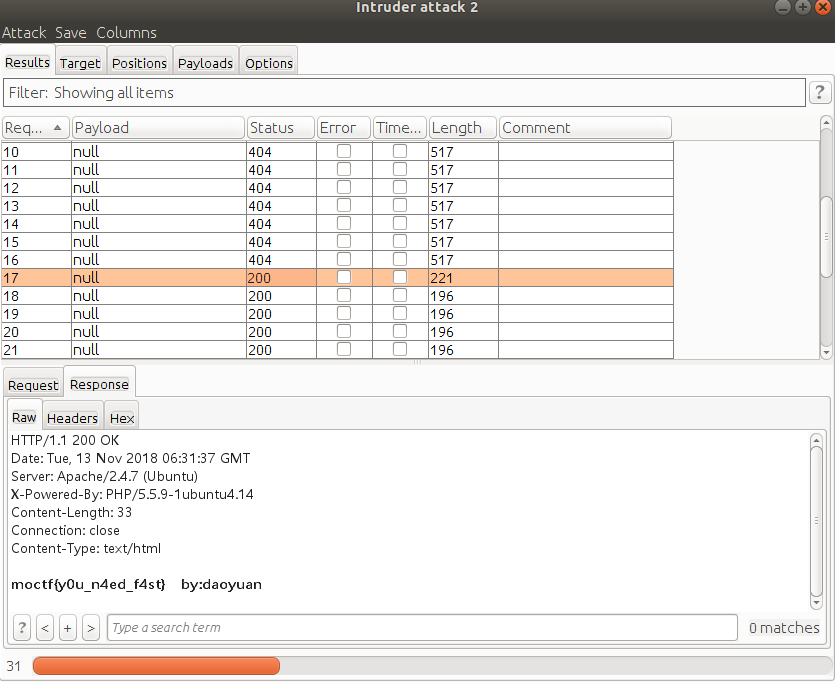 Intruder attack 2
Attack Save Columns
Results Target Positions Payloads Options
Filter: Showing all items ?
Req... Payload Status Error Time... Length Comment
10 null 404 517
11 null 404 517
12 null 404 517
13 null 404 517
14 null 404 517
15 null 404 517
16 null 404 517
17 null 200 221
18 null 200 196
19 null 200 196
20 null 200 196
21 null 200 196
Request Response
Raw Headers Hex
HTTP/1.1 200 OK
Date: Tue, 13 Nov 2018 06:31:37 GMT
Server: Apache/2.4.7 (Ubuntu)
X-Powered-By: PHP/5.5.9-1ubuntu4.14
Content-Length: 33
Connection: close
Content-Type: text/html
moctf{y0u_n4ed_f4st} by:daoyuan
? < + > Type a search term 0 matches
31